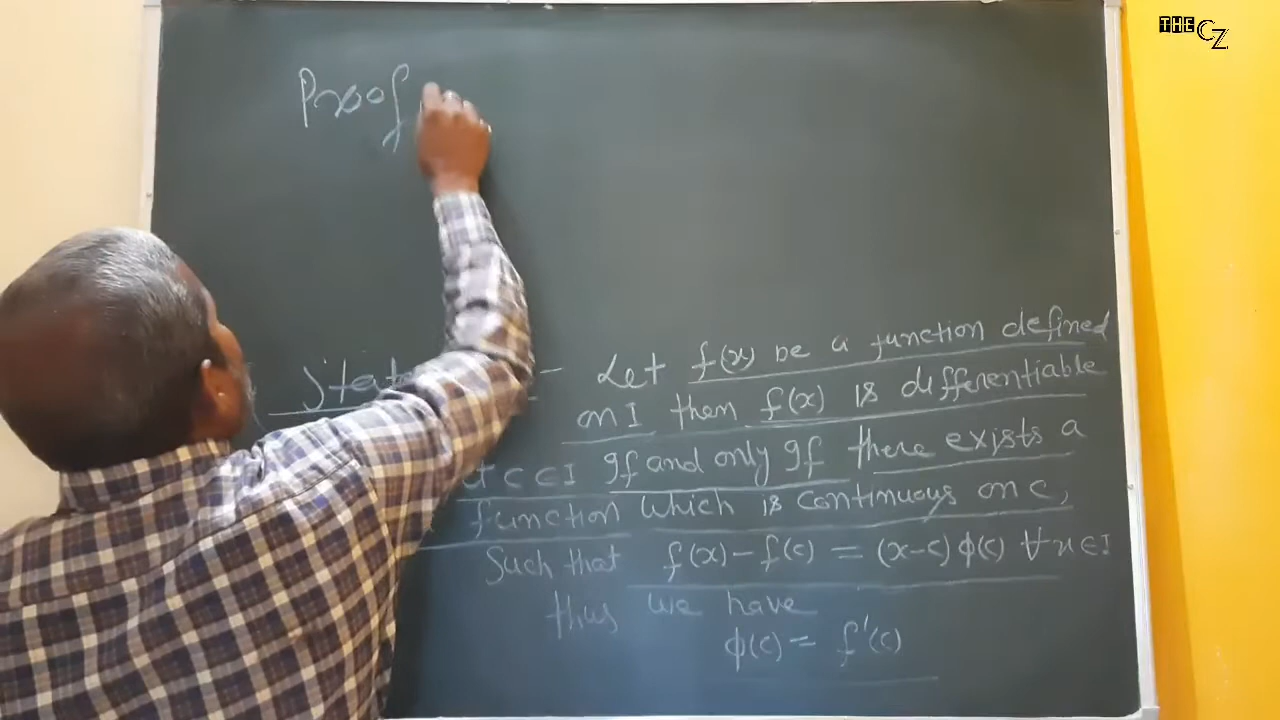 THE CZ
Proof
Let f(x) be a function defined
on I then f(x) is differentiable
c ∈ I If and only If there exists a
function which is continuous on c,
Such that f(x) - f(c) = (x-c) ϕ(c) ∀ x ∈ I
thus we have
ϕ(c) = f'(c)